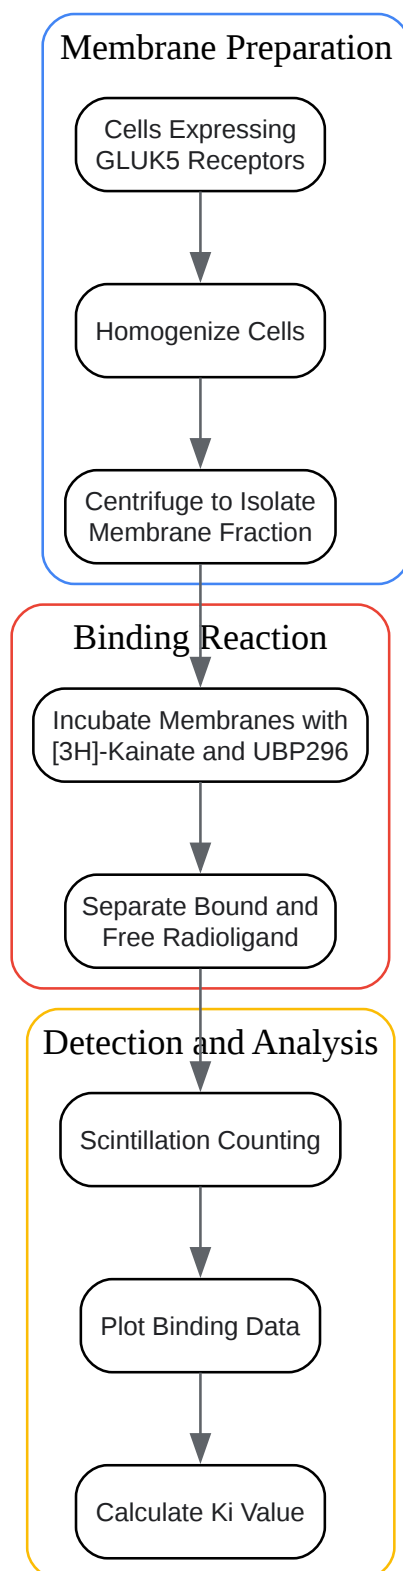 Membrane Preparation
Cells Expressing
GLUK5 Receptors
Homogenize Cells
Centrifuge to Isolate
Membrane Fraction
Binding Reaction
Incubate Membranes with
[3H]-Kainate and UBP296
Separate Bound and
Free Radioligand
Detection and Analysis
Scintillation Counting
Plot Binding Data
Calculate Ki Value